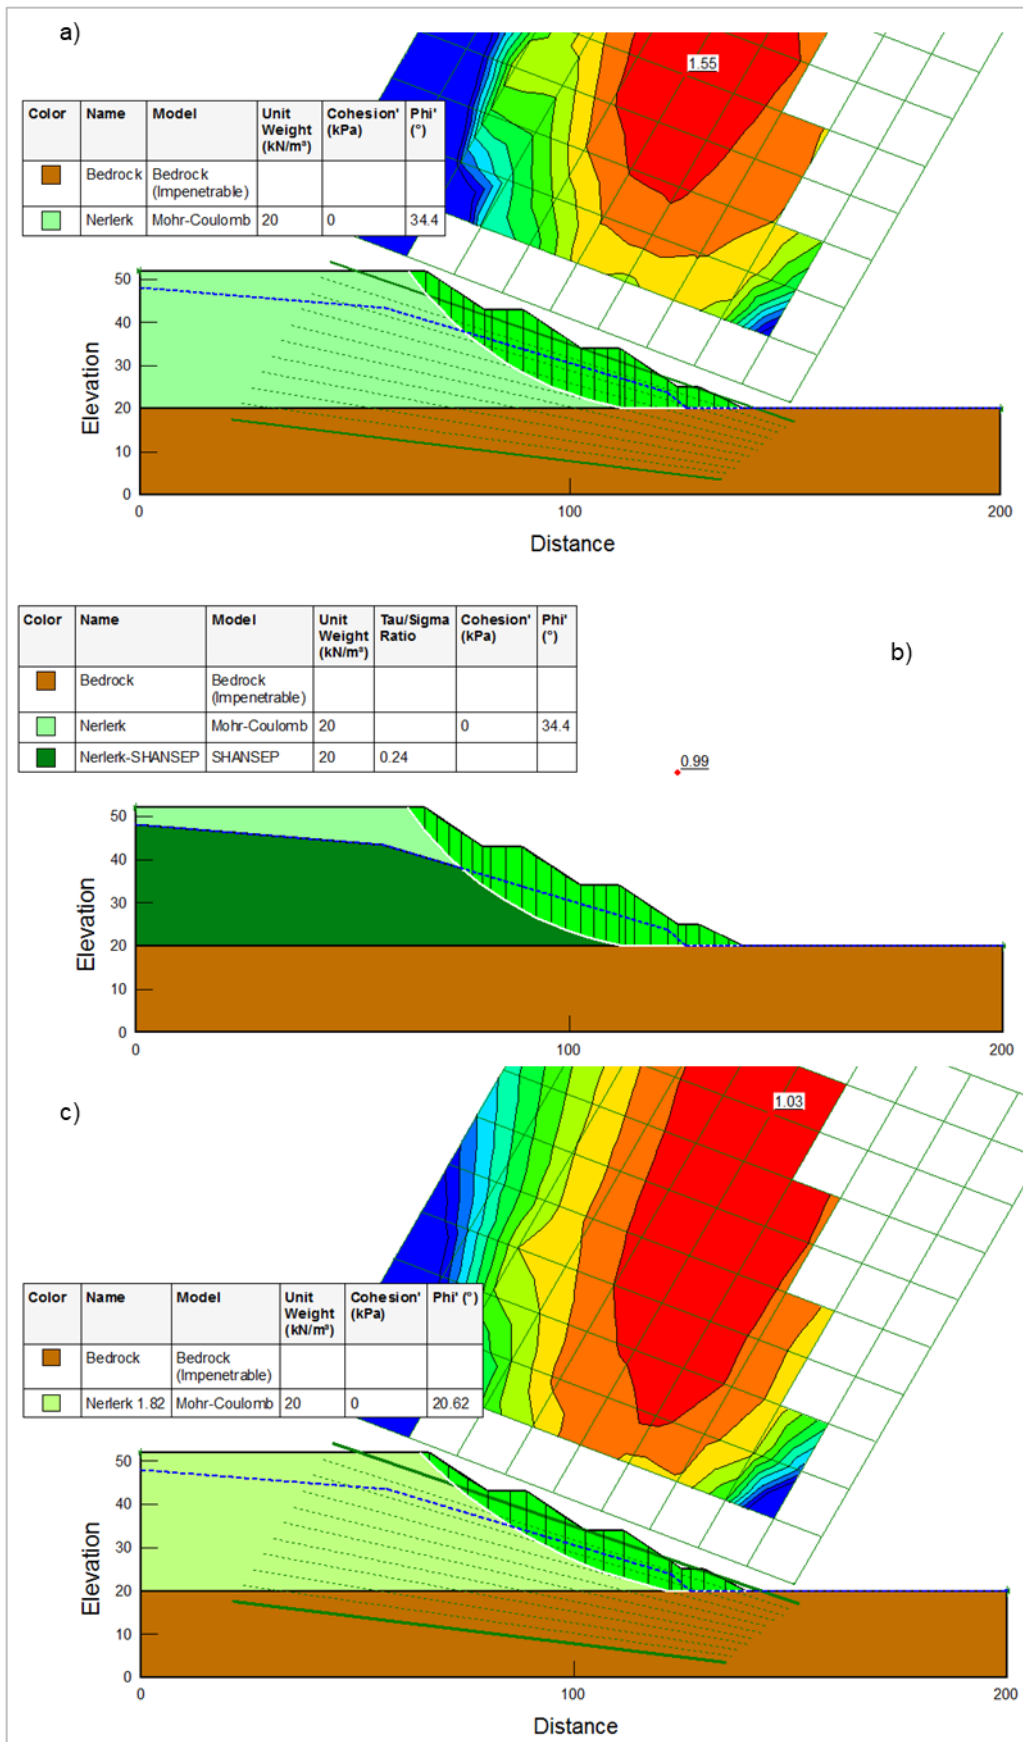 a)
1.55
Color Name Model Unit Weight (kN/m³) Cohesion' (kPa) Phi' (°)
Bedrock Bedrock (Impenetrable)
Nerlerk Mohr-Coulomb 20 0 34.4
50
40
30
20
10
0
Elevation
0 100 200
Distance
Color Name Model Unit Weight (kN/m³) Tau/Sigma Ratio Cohesion' (kPa) Phi' (°)
Bedrock Bedrock (Impenetrable)
Nerlerk Mohr-Coulomb 20 0 34.4
Nerlerk-SHANSEP SHANSEP 20 0.24
b)
0.99
50
40
30
20
10
0
Elevation
0 100 200
c)
1.03
Color Name Model Unit Weight (kN/m³) Cohesion' (kPa) Phi' (°)
Bedrock Bedrock (Impenetrable)
Nerlerk 1.82 Mohr-Coulomb 20 0 20.62
50
40
30
20
10
0
Elevation
0 100 200
Distance